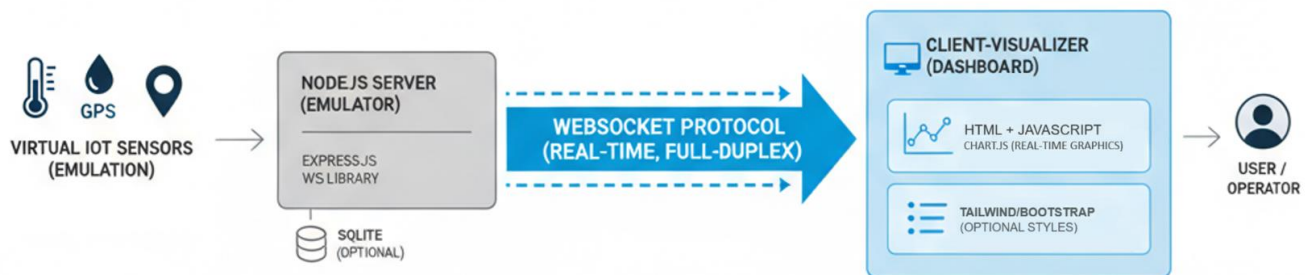 GPS
VIRTUAL IOT SENSORS
(EMULATION)
NODEJS SERVER
(EMULATOR)
EXPRESSJS
WS LIBRARY
SQLITE
(OPTIONAL)
WEBSOCKET PROTOCOL
(REAL-TIME, FULL-DUPLEX)
CLIENT-VISUALIZER
(DASHBOARD)
HTML + JAVASCRIPT
CHART.JS (REAL-TIME GRAPHICS)
TAILWIND/BOOTSTRAP
(OPTIONAL STYLES)
USER /
OPERATOR